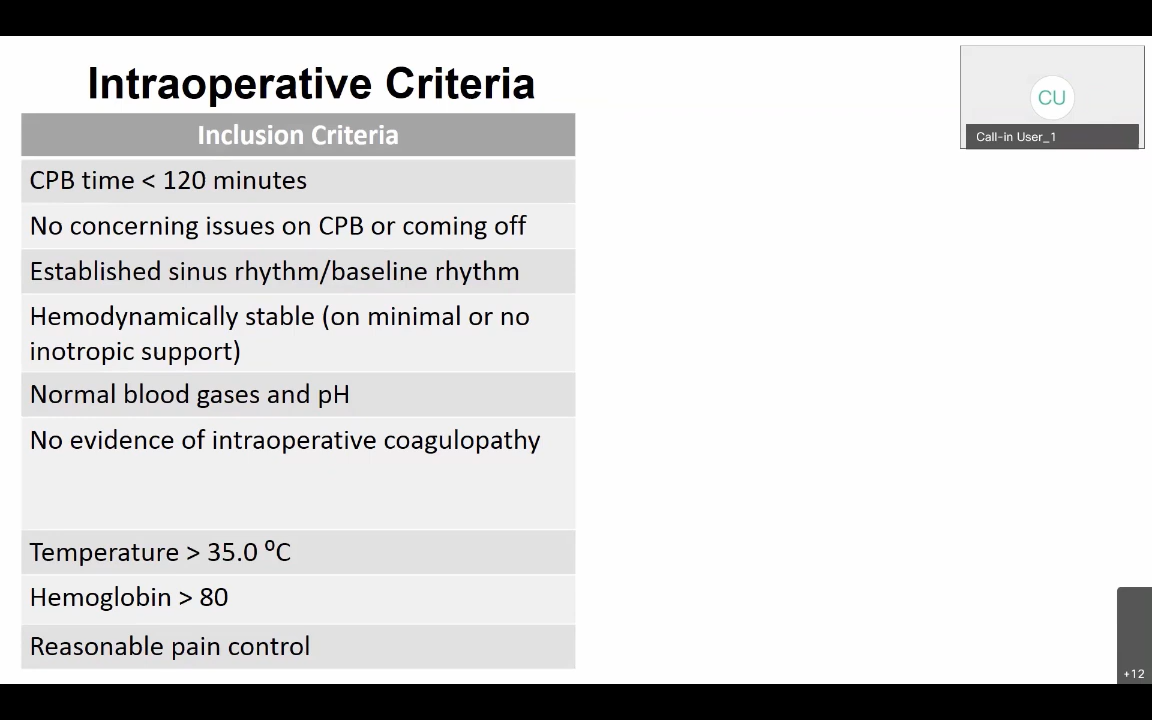 Intraoperative Criteria
Inclusion Criteria
CPB time < 120 minutes
No concerning issues on CPB or coming off
Established sinus rhythm/baseline rhythm
Hemodynamically stable (on minimal or no
inotropic support)
Normal blood gases and pH
No evidence of intraoperative coagulopathy
Temperature > 35.0 ⁰C
Hemoglobin > 80
Reasonable pain control
CU
Call-in User_1
+12